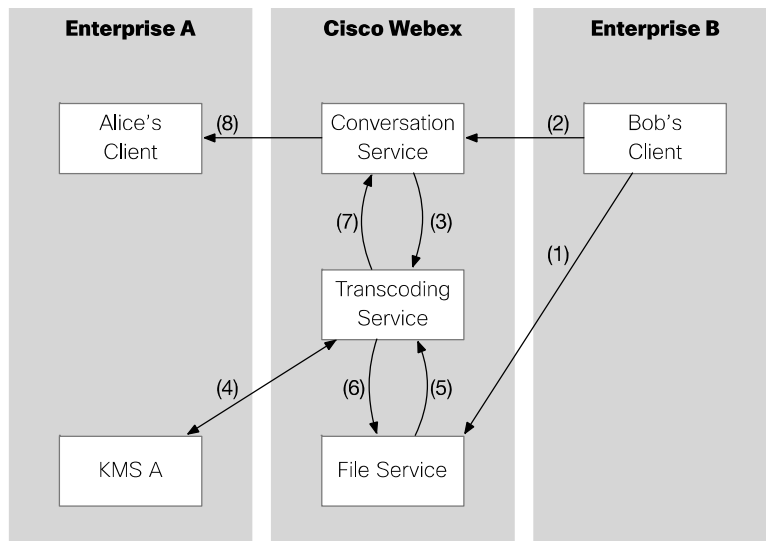 Enterprise A
Cisco Webex
Enterprise B
Alice's
Client
(8)
Conversation
Service
(2)
Bob's
Client
(7)
(3)
(1)
Transcoding
Service
(4)
(6)
(5)
KMS A
File Service